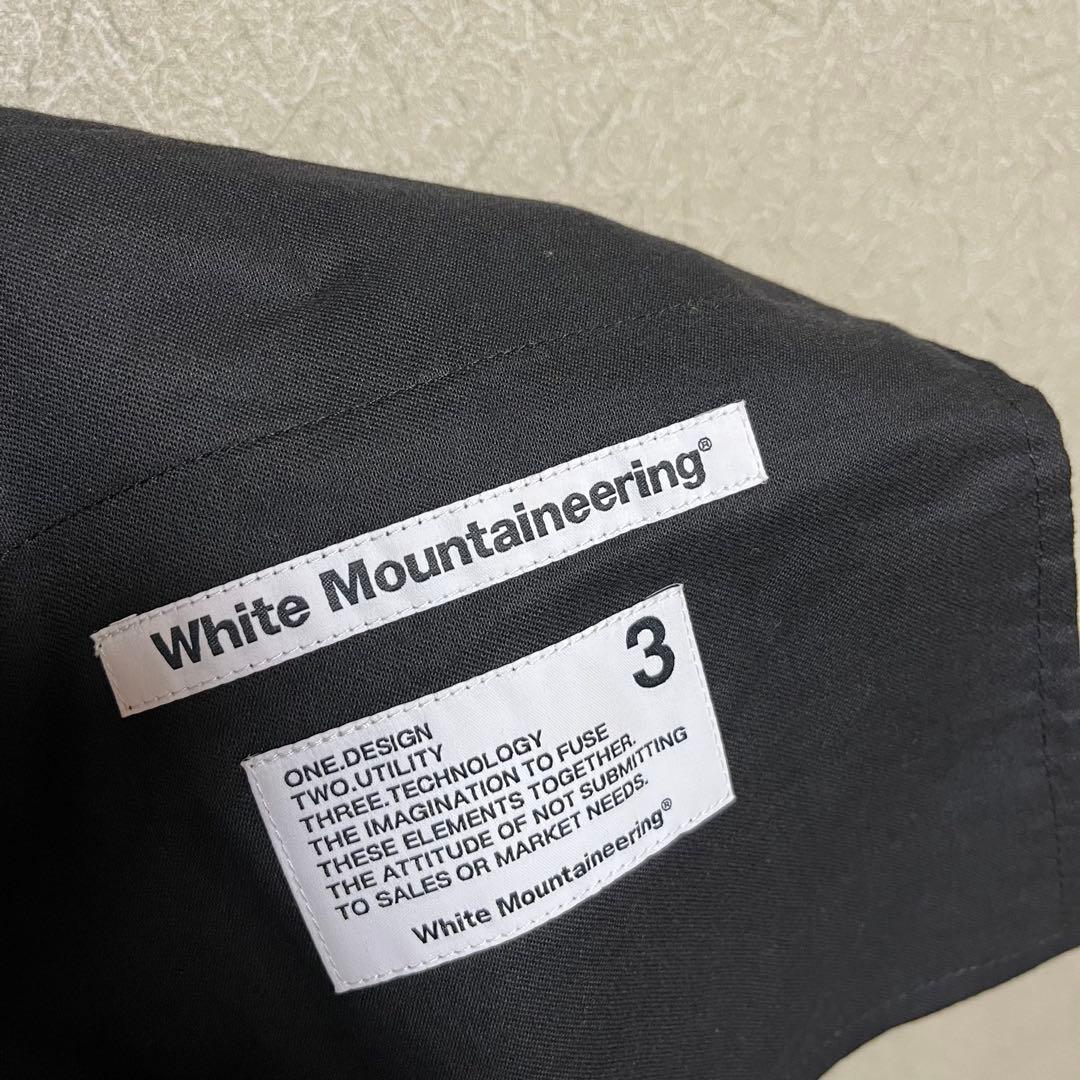 White Mountaineering®
3
ONE.DESIGN
TWO.UTILITY
THREE.TECHNOLOGY
THE IMAGINATION TO FUSE
THESE ELEMENTS TOGETHER.
THE ATTITUDE OF NOT SUBMITTING
TO SALES OR MARKET NEEDS.
White Mountaineering®